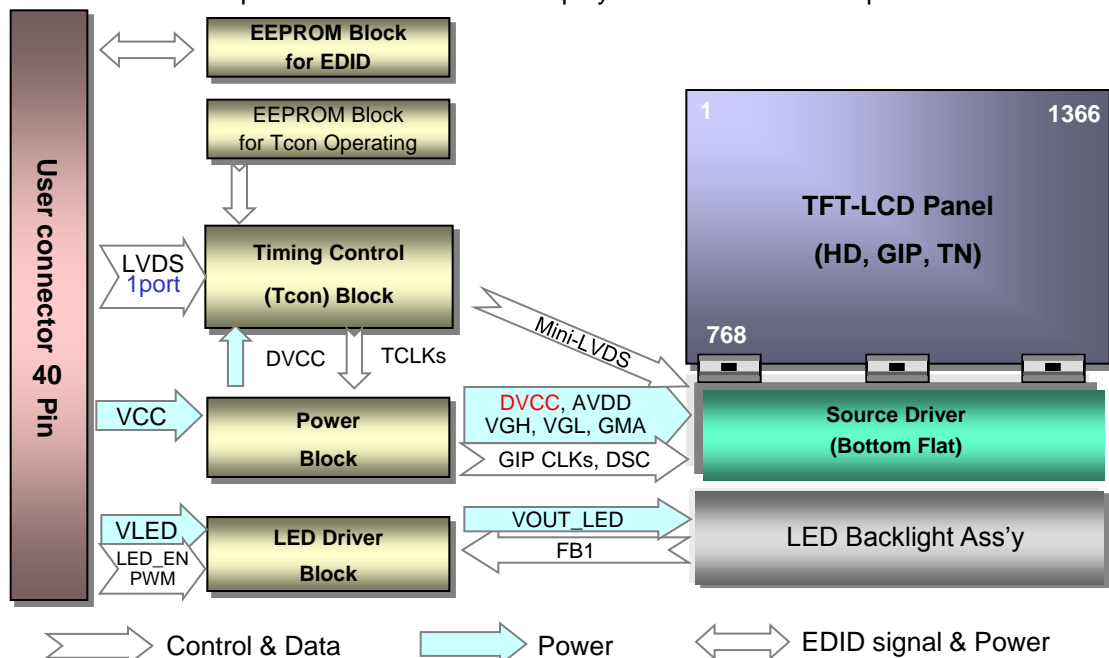 EEPROM Block
for EDID
EEPROM Block
for Tcon Operating
User connector 40 Pin
LVDS
1port
Timing Control
(Tcon) Block
DVCC
TCLKs
Mini-LVDS
1
1366
TFT-LCD Panel
(HD, GIP, TN)
768
VCC
Power
Block
DVCC, AVDD
VGH, VGL, GMA
GIP CLKs, DSC
Source Driver
(Bottom Flat)
VLED
LED_EN
PWM
LED Driver
Block
VOUT_LED
FB1
LED Backlight Ass’y
Control & Data
Power
EDID signal & Power